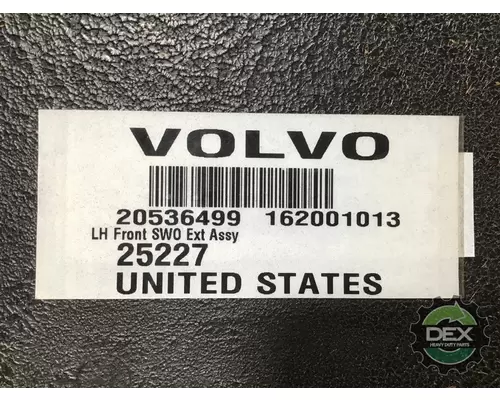 VOLVO
20536499 162001013
LH Front SWO Ext Assy
25227
UNITED STATES
DEX
HEAVY DUTY PARTS